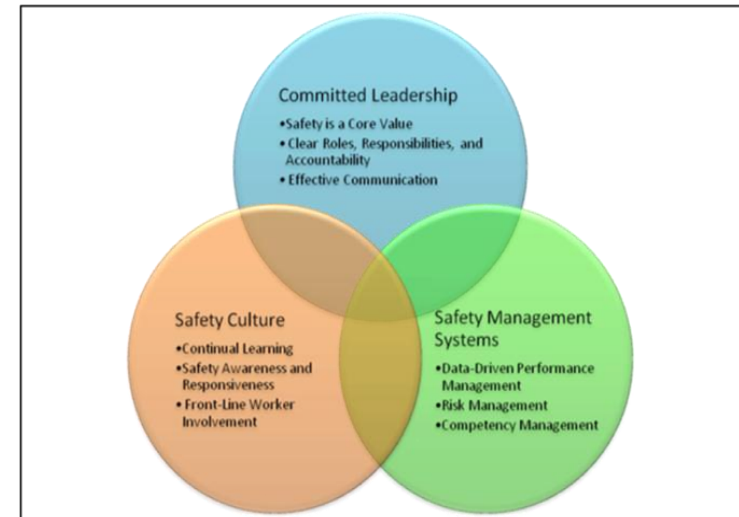 Committed Leadership
•Safety is a Core Value
• Clear Roles, Responsibilities, and
Accountability
• Effective Communication
Safety Culture
•Continual Learning
•Safety Awareness and
Responsiveness
• Front-Line Worker
Involvement
Safety Management
Systems
•Data-Driven Performance
Management
•Risk Management
•Competency Management